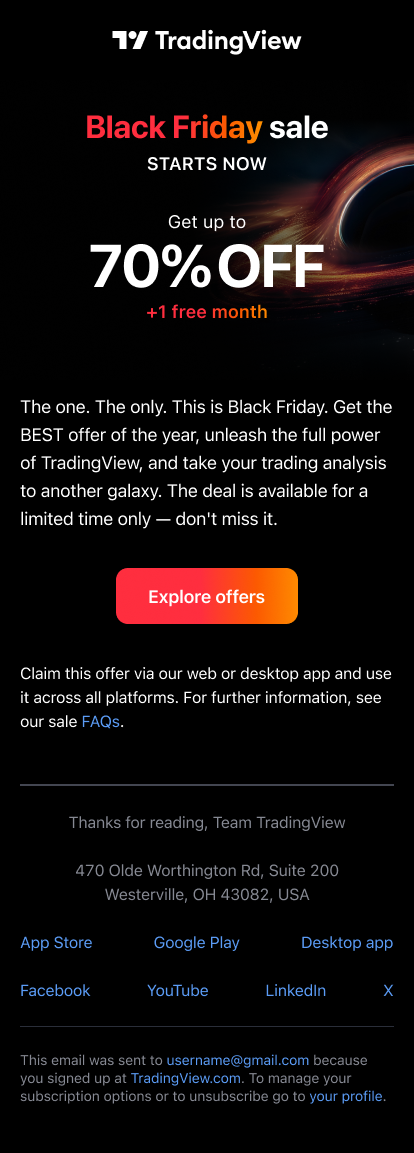 TradingView
Black Friday sale
STARTS NOW
Get up to
70% OFF
+1 free month
The one. The only. This is Black Friday. Get the
BEST offer of the year, unleash the full power
of TradingView, and take your trading analysis
to another galaxy. The deal is available for a
limited time only — don't miss it.
Explore offers
Claim this offer via our web or desktop app and use
it across all platforms. For further information, see
our sale FAQs.
Thanks for reading, Team TradingView
470 Olde Worthington Rd, Suite 200
Westerville, OH 43082, USA
App Store Google Play Desktop app
Facebook YouTube LinkedIn X
This email was sent to username@gmail.com because
you signed up at TradingView.com. To manage your
subscription options or to unsubscribe go to your profile.